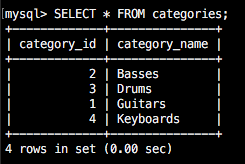 mysql> SELECT * FROM categories;
+-------------+---------------+
| category_id | category_name |
+-------------+---------------+
|           2 | Basses        |
|           3 | Drums         |
|           1 | Guitars       |
|           4 | Keyboards     |
+-------------+---------------+
4 rows in set (0.00 sec)